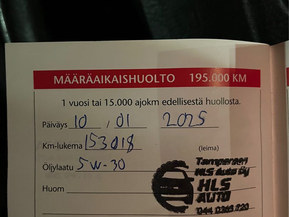 MÄÄRÄAIKAISHUOLTO 195.000 KM
1 vuosi tai 15.000 ajokm edellisestä huollosta.
Päiväys 10 / 01 2025
Km-lukema 153018 (leima)
Öljylaatu 5W-30
Huom
Tampereen
HLS Auto Oy
HLS
AUTO